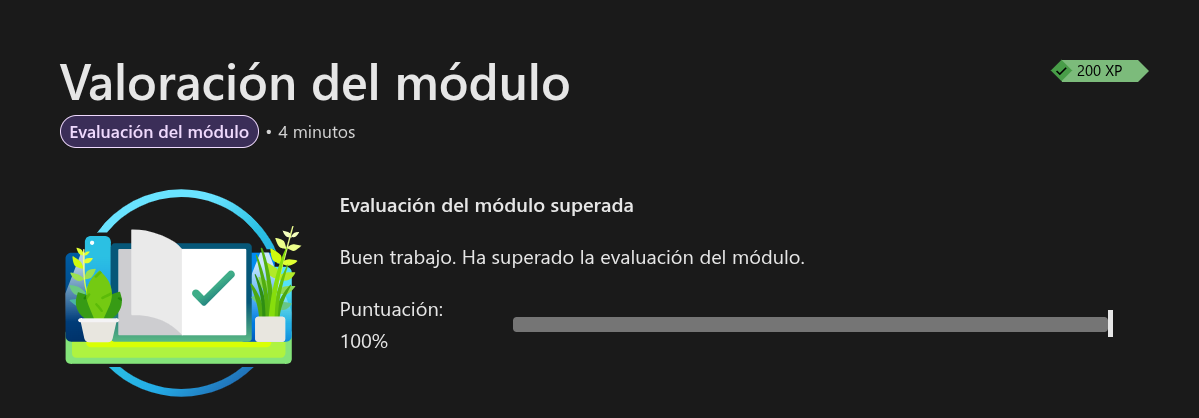 Valoración del módulo
200 XP
Evaluación del módulo • 4 minutos
Evaluación del módulo superada
Buen trabajo. Ha superado la evaluación del módulo.
Puntuación:
100%